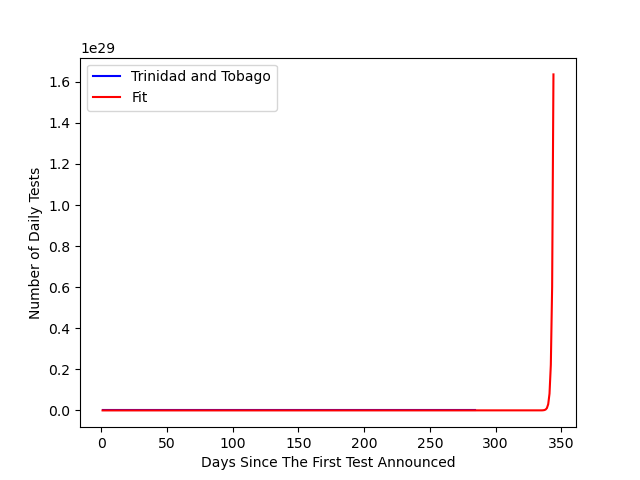 1e29
Trinidad and Tobago
Fit
1.6
1.4
1.2
1.0
0.8
0.6
0.4
0.2
0.0
Number of Daily Tests
0 50 100 150 200 250 300 350
Days Since The First Test Announced